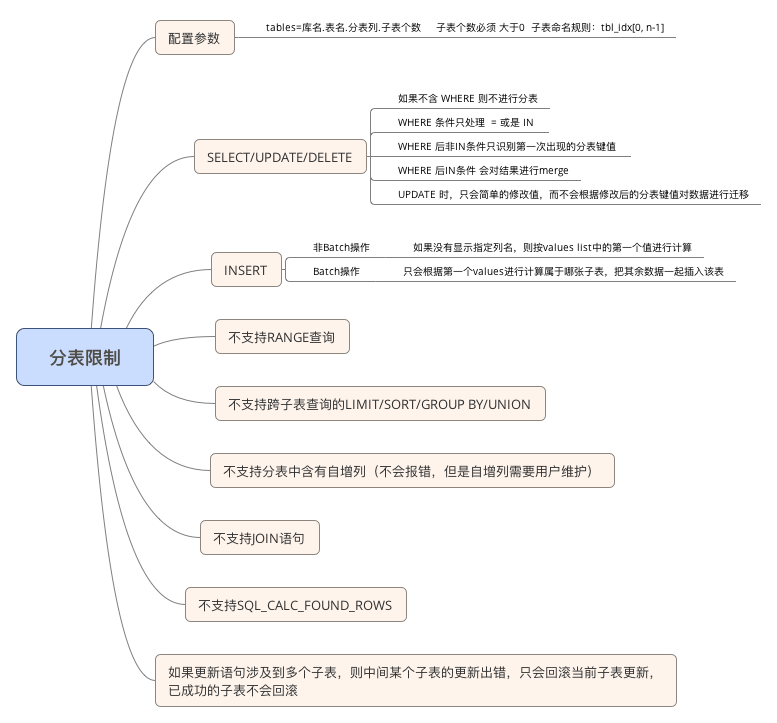 配置参数
tables=库名.表名.分表列.子表个数 子表个数必须 大于0 子表命名规则：tbl_idx[0, n-1]
如果不含 WHERE 则不进行分表
WHERE 条件只处理 = 或是 IN
SELECT/UPDATE/DELETE
WHERE 后非IN条件只识别第一次出现的分表键值
WHERE 后IN条件 会对结果进行merge
UPDATE 时，只会简单的修改值，而不会根据修改后的分表键值对数据进行迁移
INSERT
非Batch操作 如果没有显示指定列名，则按values list中的第一个值进行计算
Batch操作 只会根据第一个values进行计算属于哪张子表，把其余数据一起插入该表
不支持RANGE查询
分表限制
不支持跨子表查询的LIMIT/SORT/GROUP BY/UNION
不支持分表中含有自增列（不会报错，但是自增列需要用户维护）
不支持JOIN语句
不支持SQL_CALC_FOUND_ROWS
如果更新语句涉及到多个子表，则中间某个子表的更新出错，只会回滚当前子表更新，
已成功的子表不会回滚